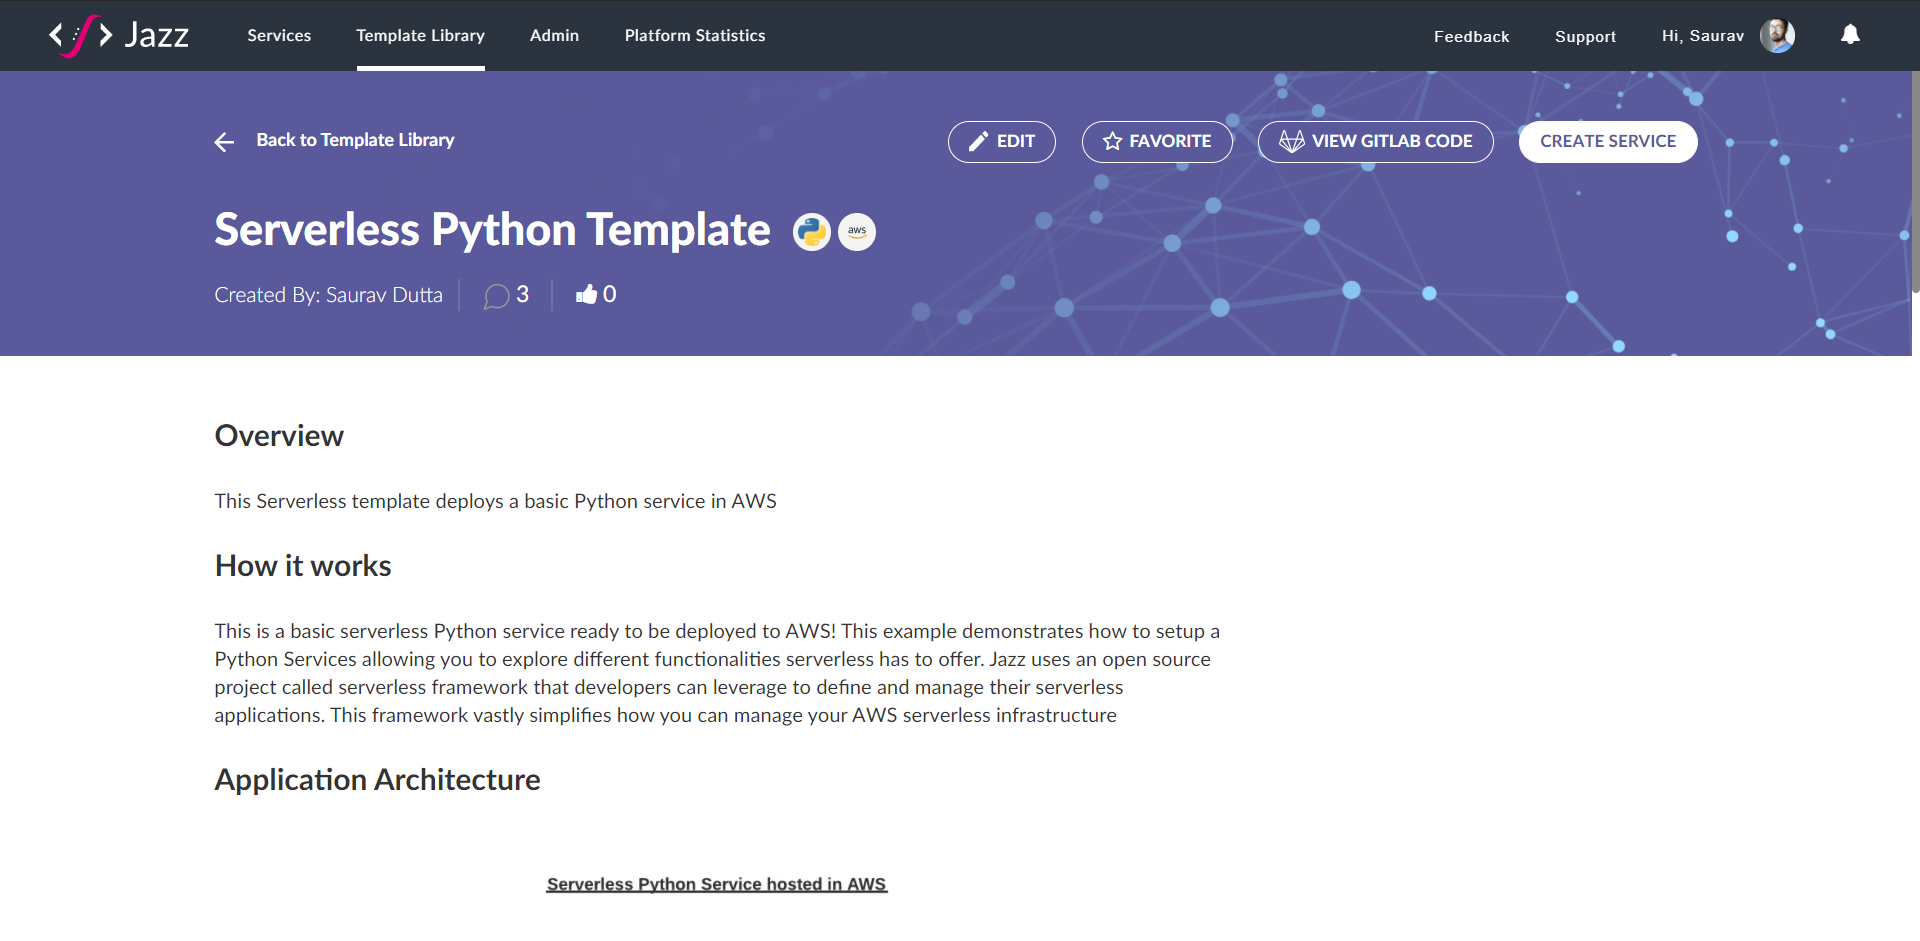 Jazz
Services Template Library Admin Platform Statistics Feedback Support Hi, Saurav
Back to Template Library EDIT FAVORITE VIEW GITLAB CODE CREATE SERVICE
Serverless Python Template aws
Created By: Saurav Dutta 3 0
Overview
This Serverless template deploys a basic Python service in AWS
How it works
This is a basic serverless Python service ready to be deployed to AWS! This example demonstrates how to setup a
Python Services allowing you to explore different functionalities serverless has to offer. Jazz uses an open source
project called serverless framework that developers can leverage to define and manage their serverless
applications. This framework vastly simplifies how you can manage your AWS serverless infrastructure
Application Architecture
Serverless Python Service hosted in AWS